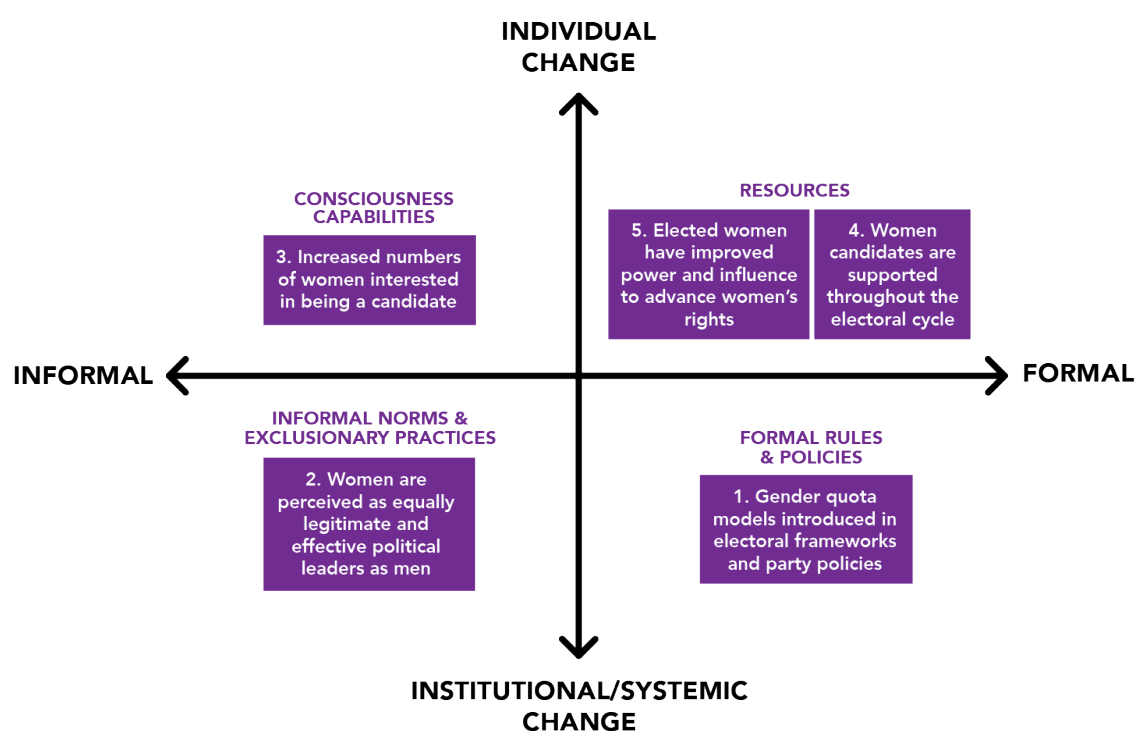 INDIVIDUAL
CHANGE
CONSCIOUSNESS
CAPABILITIES
3. Increased numbers
of women interested
in being a candidate
RESOURCES
5. Elected women
have improved
power and influence
to advance women’s
rights
4. Women
candidates are
supported
throughout the
electoral cycle
INFORMAL
FORMAL
INFORMAL NORMS &
EXCLUSIONARY PRACTICES
2. Women are
perceived as equally
legitimate and
effective political
leaders as men
FORMAL RULES
& POLICIES
1. Gender quota
models introduced in
electoral frameworks
and party policies
INSTITUTIONAL/SYSTEMIC
CHANGE